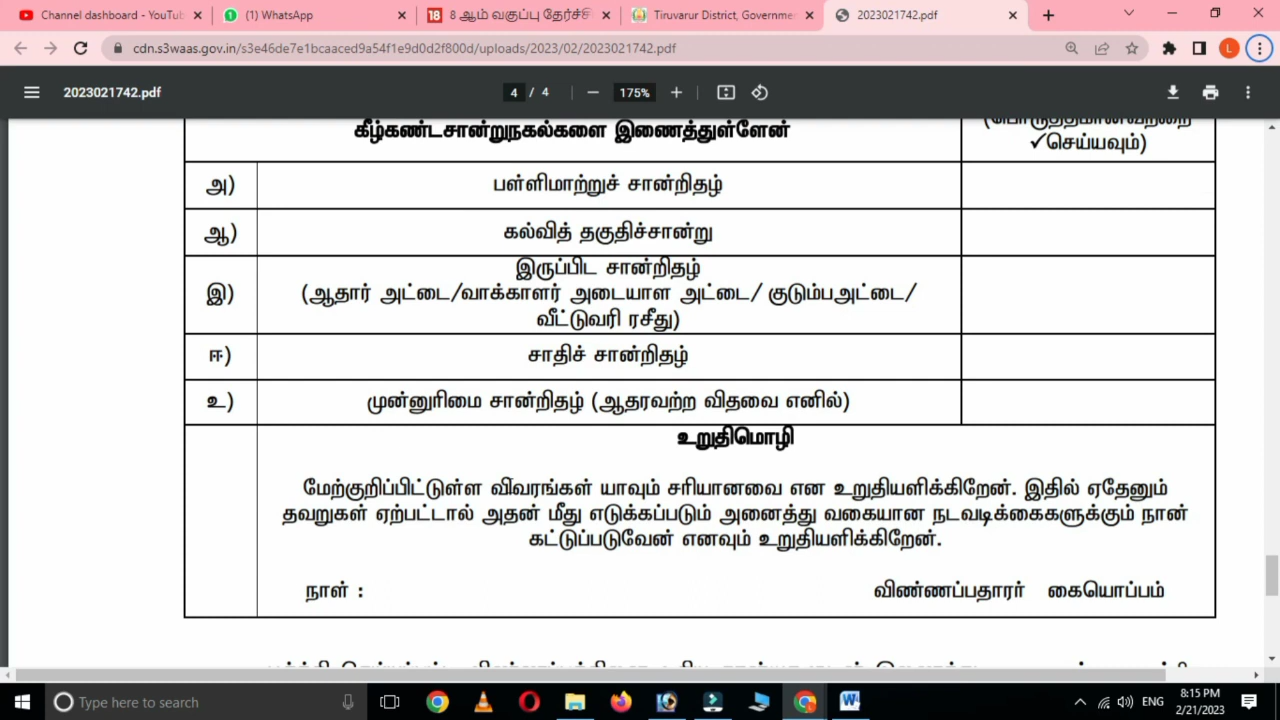 Channel dashboard - YouTu
(1) WhatsApp
8 ஆம் வகுப்பு தேர்ச்சி
Tiruvarur District, Governme
2023021742.pdf
cdn.s3waas.gov.in/s3e46de7e1bcaaced9a54f1e9d0d2f800d/uploads/2023/02/2023021742.pdf
2023021742.pdf
4 / 4
175%
கீழ்கண்டசான்றுநகல்களை இணைத்துள்ளேன்
(பொருத்தமானவற்றை
✓செய்யவும்)
அ) பள்ளிமாற்றுச் சான்றிதழ்
ஆ) கல்வித் தகுதிச்சான்று
இருப்பிட சான்றிதழ்
இ) (ஆதார் அட்டை/வாக்காளர் அடையாள அட்டை/ குடும்பஅட்டை/
வீட்டுவரி ரசீது)
ஈ) சாதிச் சான்றிதழ்
உ) முன்னுரிமை சான்றிதழ் (ஆதரவற்ற விதவை எனில்)
உறுதிமொழி
மேற்குறிப்பிட்டுள்ள விவரங்கள் யாவும் சரியானவை என உறுதியளிக்கிறேன். இதில் ஏதேனும்
தவறுகள் ஏற்பட்டால் அதன் மீது எடுக்கப்படும் அனைத்து வகையான நடவடிக்கைகளுக்கும் நான்
கட்டுப்படுவேன் எனவும் உறுதியளிக்கிறேன்.
நாள் : விண்ணப்பதாரர் கையொப்பம்
Type here to search
ENG
8:15 PM
2/21/2023